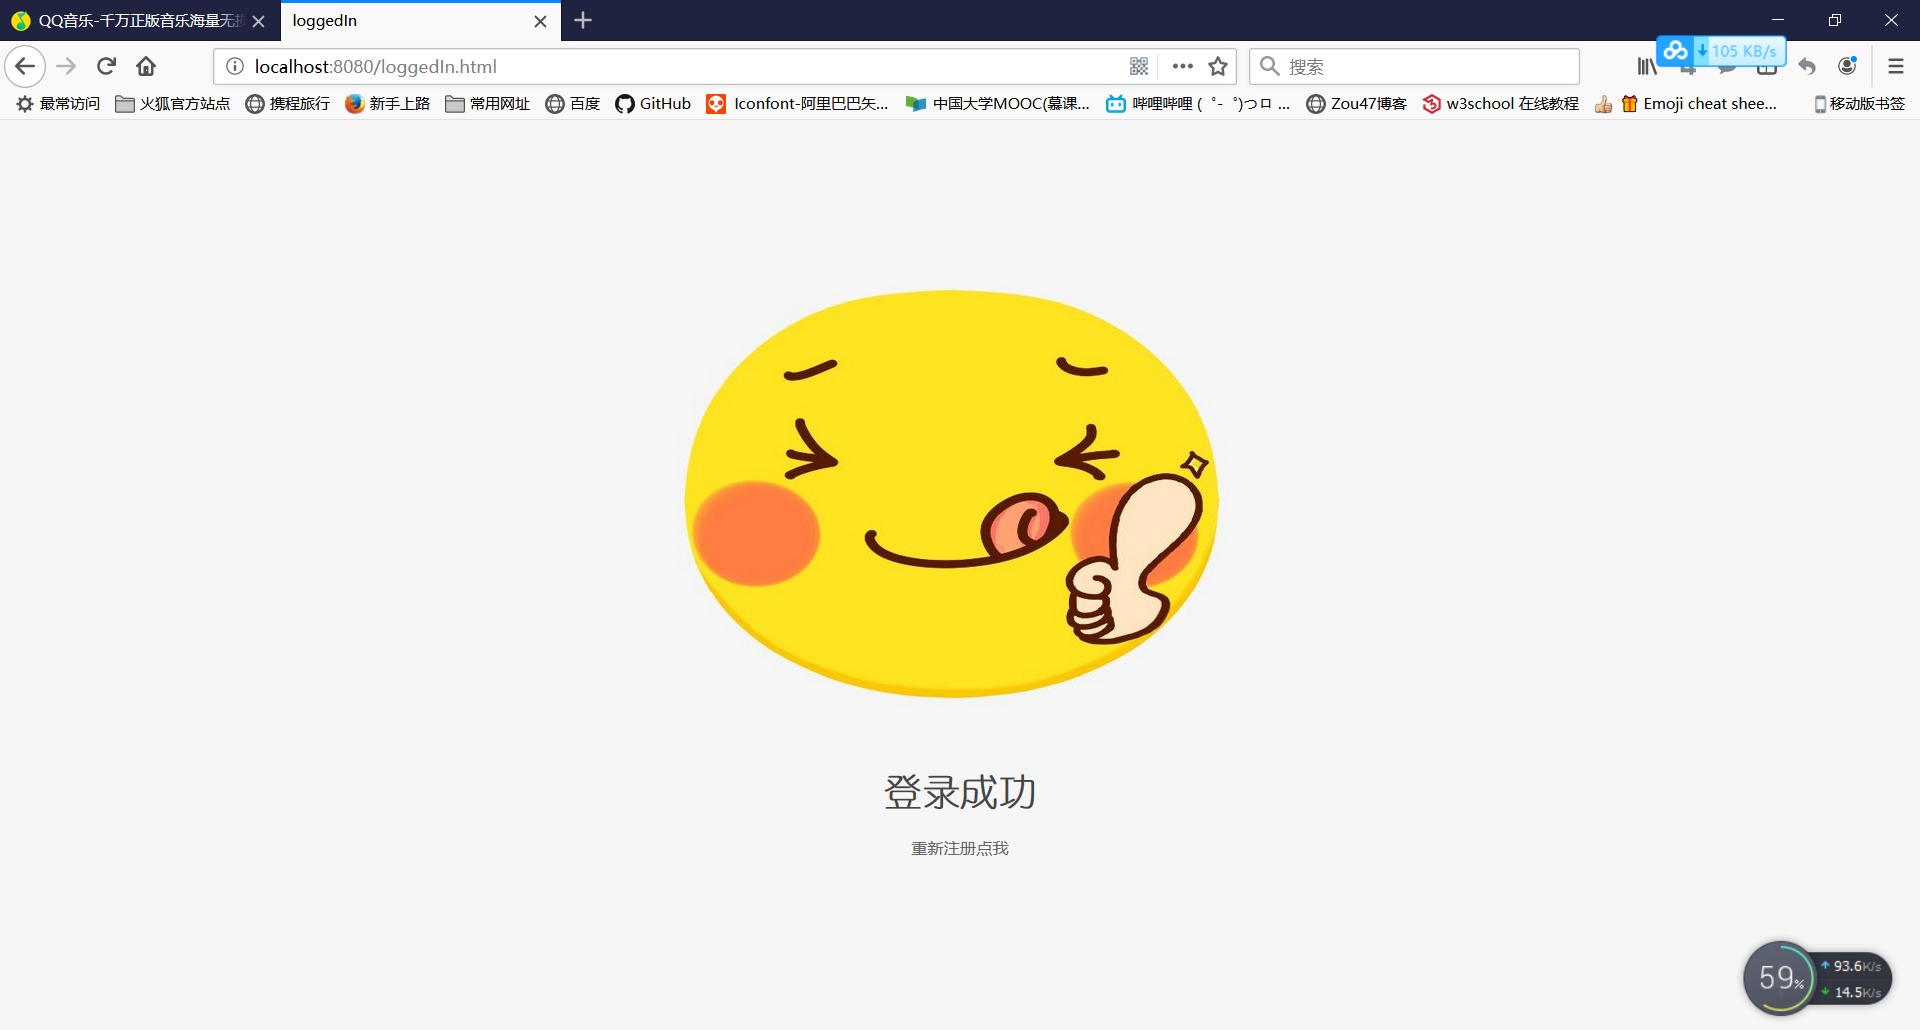 QQ音乐-千万正版音乐海量无
loggedIn
localhost:8080/loggedIn.html
搜索
105 KB/s
最常访问 火狐官方站点 携程旅行 新手上路 常用网址 百度 GitHub Iconfont-阿里巴巴矢... 中国大学MOOC(慕课... 哔哩哔哩 ( ゜- ゜)つロ ... Zou47博客 w3school 在线教程 Emoji cheat shee... 移动版书签
登录成功
重新注册点我
59%
93.6K/s
14.5K/s